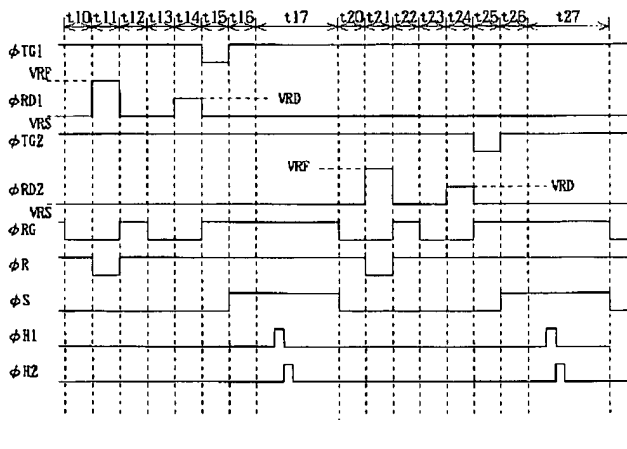 t10 t11 t12 t13 t14 t15 t16 t17 t20 t21 t22 t23 t24 t25 t26 t27
φTG1
VRF
φRD1 VRD
VRS
φTG2
VRF
φRD2 VRD
VRS
φRG
φR
φS
φH1
φH2